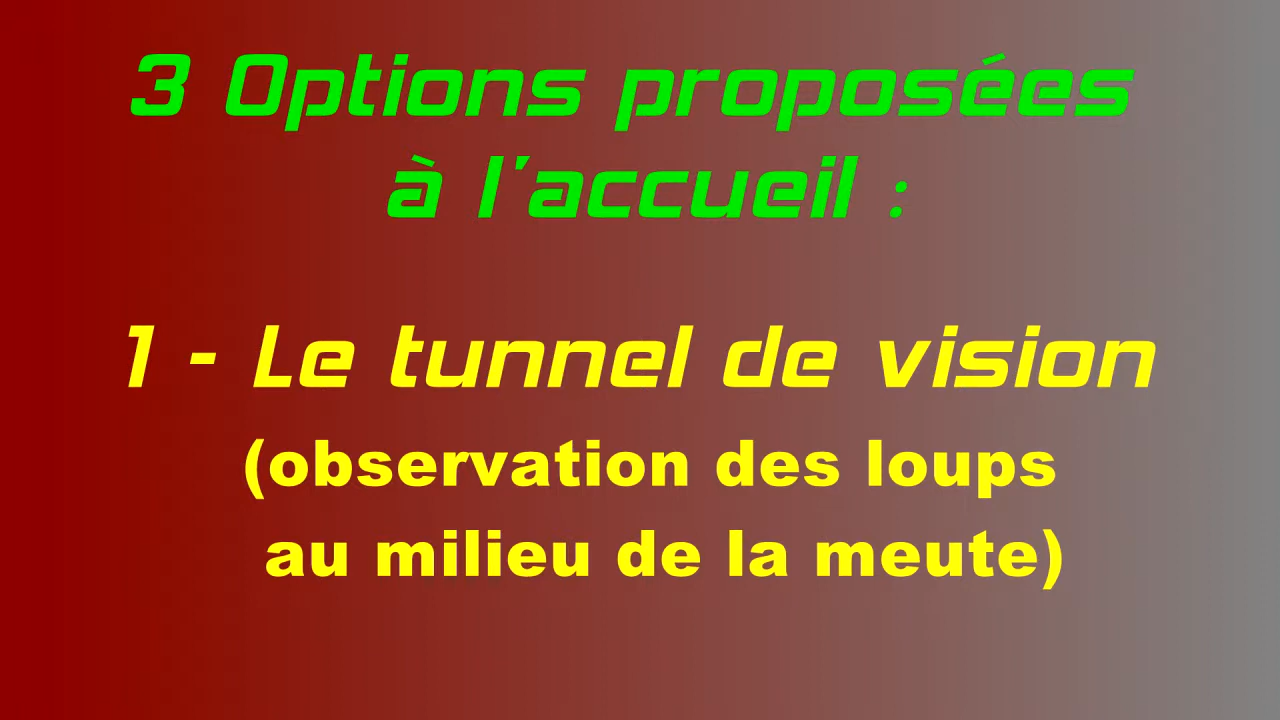 3 Options proposées
à l'accueil :
1 - Le tunnel de vision
(observation des loups
au milieu de la meute)